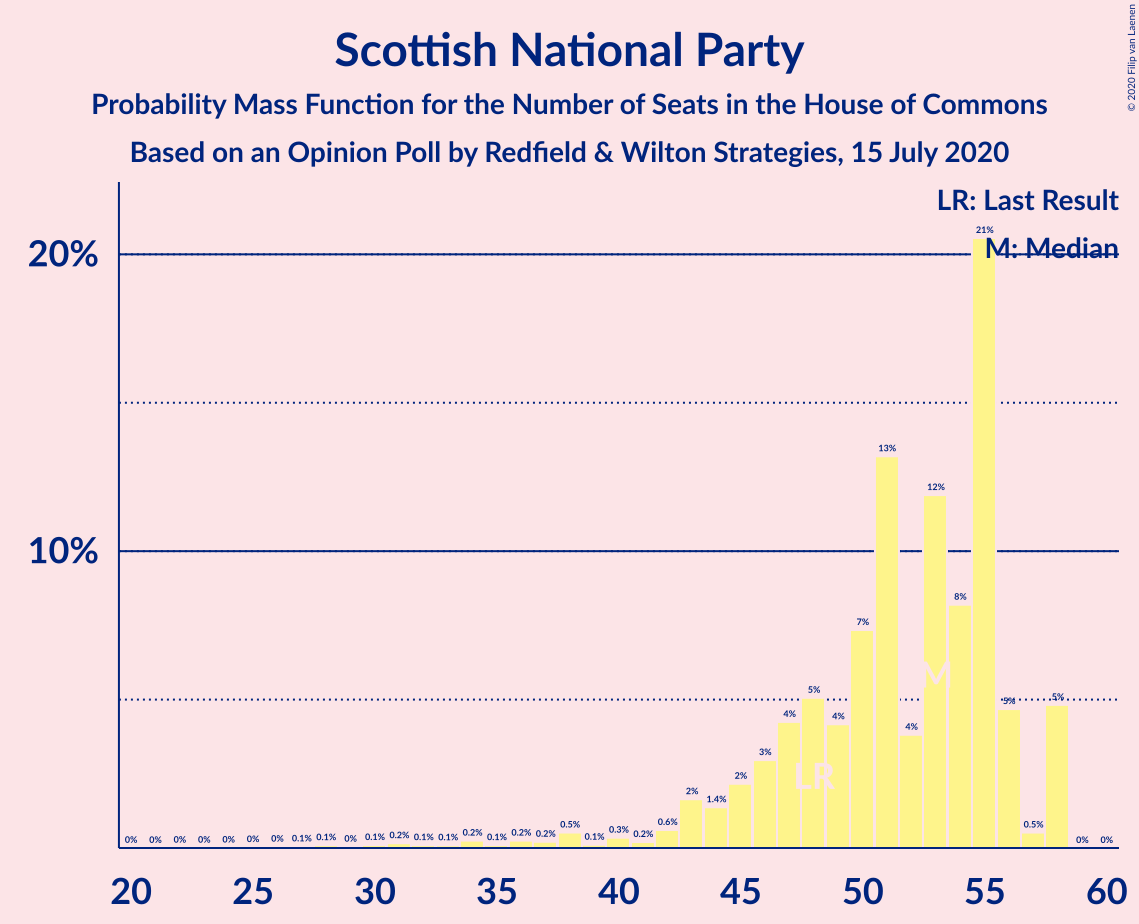 © 2020 Filip van Laenen
Scottish National Party
Probability Mass Function for the Number of Seats in the House of Commons
Based on an Opinion Poll by Redfield & Wilton Strategies, 15 July 2020
LR: Last Result
M: Median
20%
10%
0% 0% 0% 0% 0% 0% 0% 0.1% 0.1% 0% 0.1% 0.2% 0.1% 0.1% 0.2% 0.1% 0.2% 0.2% 0.5% 0.1% 0.3% 0.2% 0.6% 2% 1.4% 2% 3% 4% 5% 4% 7% 13% 4% 12% 8% 21% 5% 0.5% 5% 0% 0%
M
LR
20 25 30 35 40 45 50 55 60